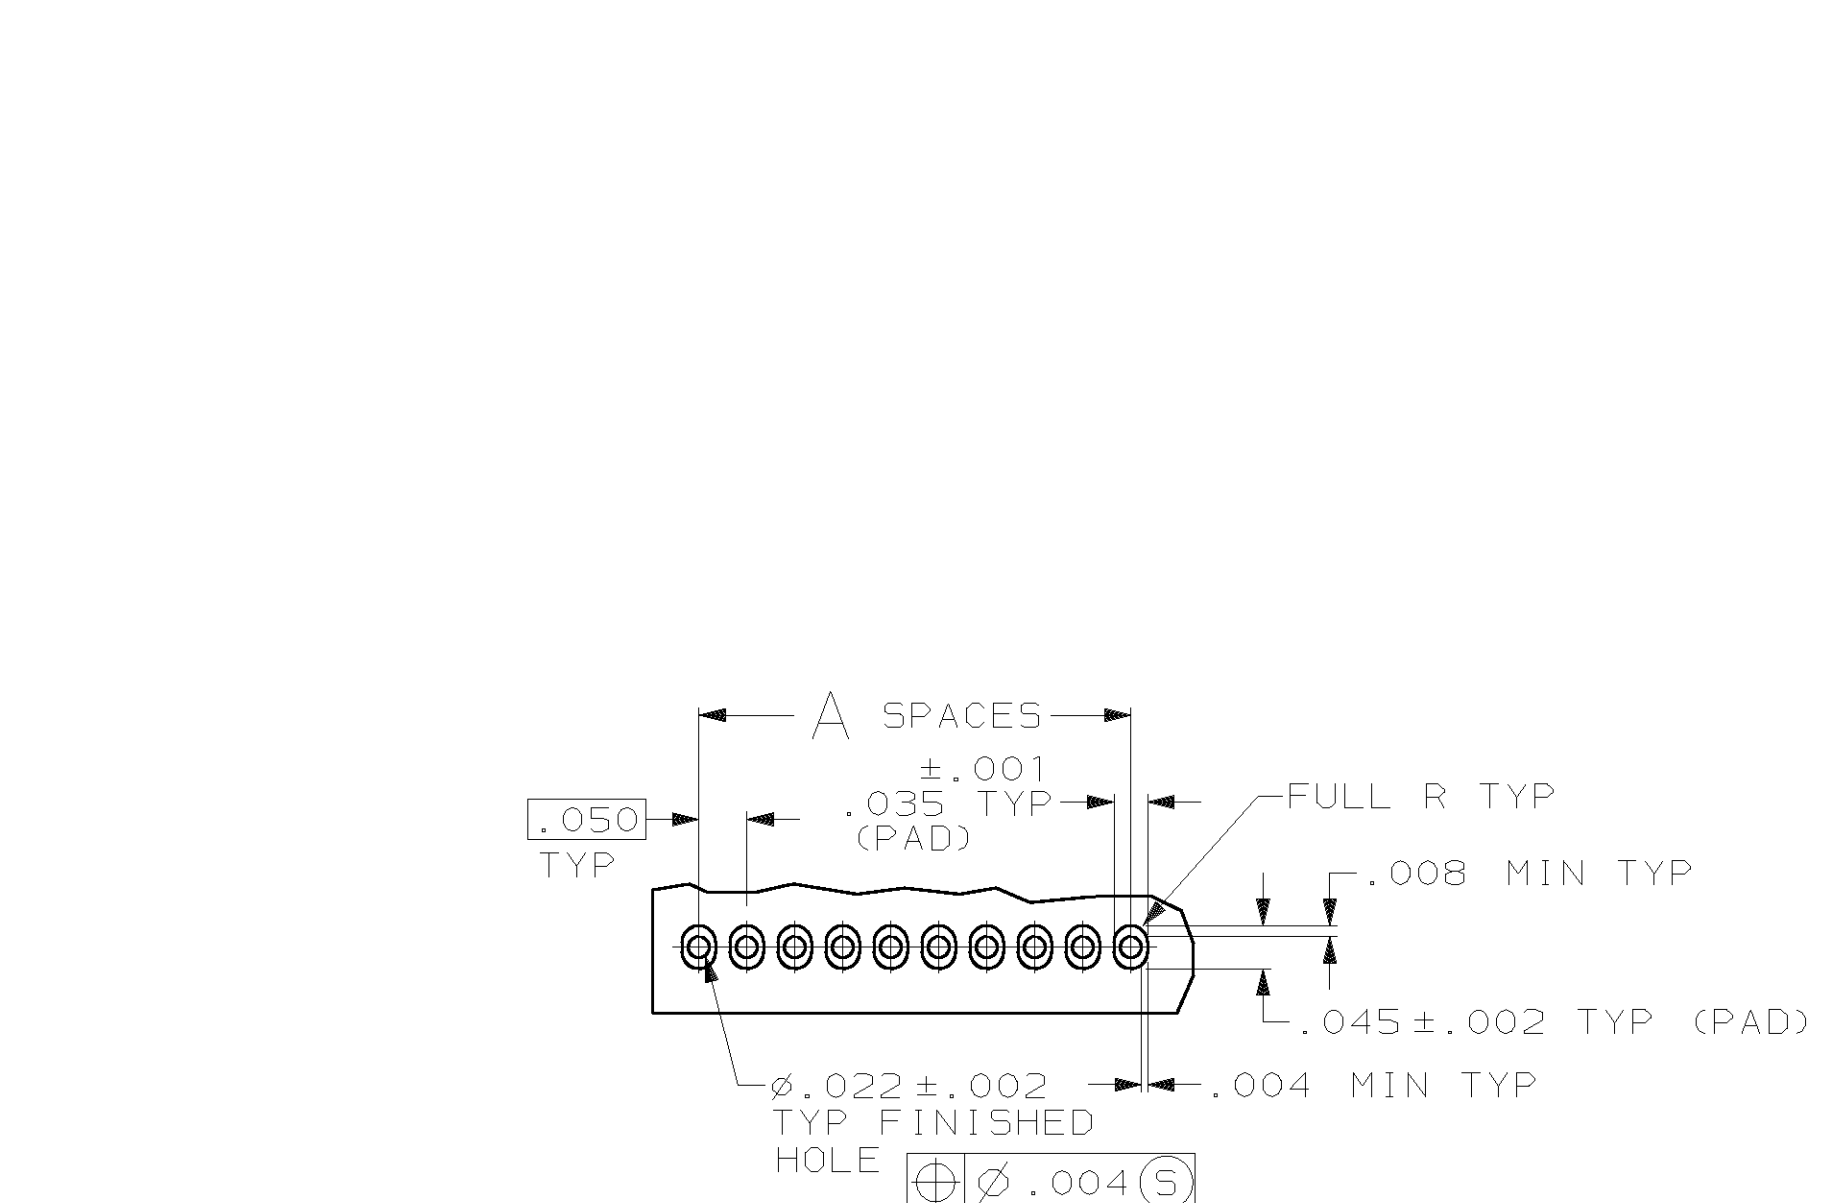 A SPACES
±.001
.035 TYP
(PAD)
FULL R TYP
.050
TYP
.008 MIN TYP
.045±.002 TYP (PAD)
⌀.022±.002
TYP FINISHED
HOLE
.004 MIN TYP
⌖ ⌀.004Ⓢ